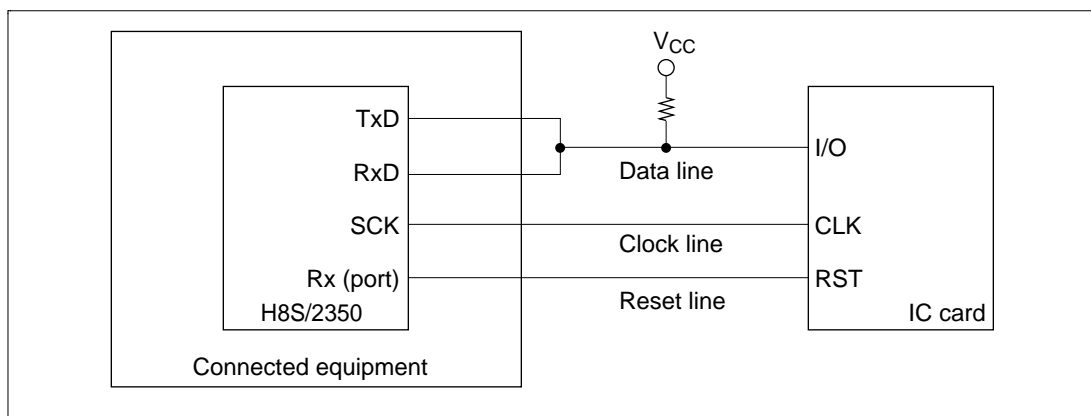 V_CC
TxD
RxD
SCK
Rx (port)
H8S/2350
Connected equipment
Data line
Clock line
Reset line
I/O
CLK
RST
IC card